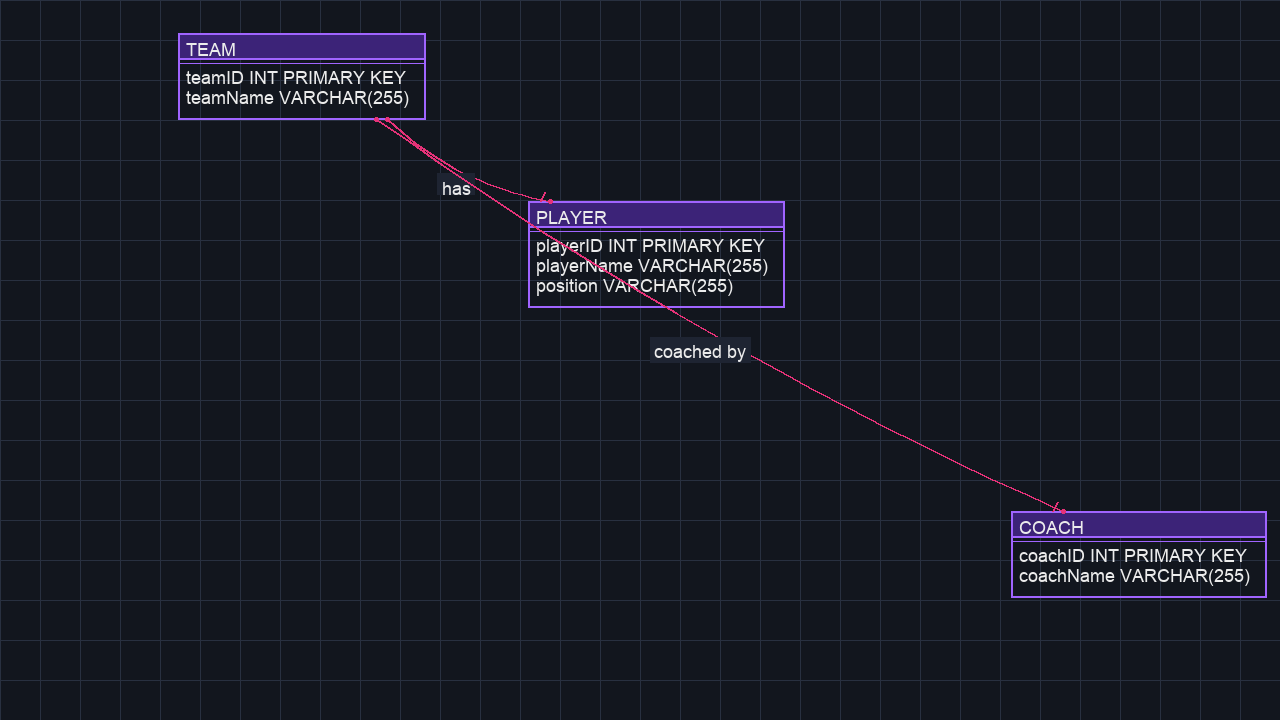 TEAM
teamID INT PRIMARY KEY
teamName VARCHAR(255)
has
PLAYER
playerID INT PRIMARY KEY
playerName VARCHAR(255)
position VARCHAR(255)
coached by
COACH
coachID INT PRIMARY KEY
coachName VARCHAR(255)